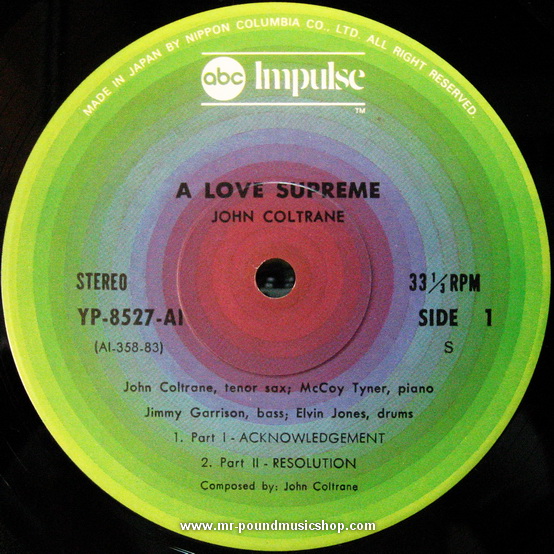 MADE IN JAPAN BY NIPPON COLUMBIA CO., LTD. ALL RIGHT RESERVED.
abc Impulse
TM
A LOVE SUPREME
JOHN COLTRANE
STEREO 33 1/3 RPM
YP-8527-AI SIDE 1
(AI-358-83) S
John Coltrane, tenor sax; McCoy Tyner, piano
Jimmy Garrison, bass; Elvin Jones, drums
1. Part I - ACKNOWLEDGEMENT
2. Part II - RESOLUTION
Composed by: John Coltrane
www.mr-poundmusicshop.com